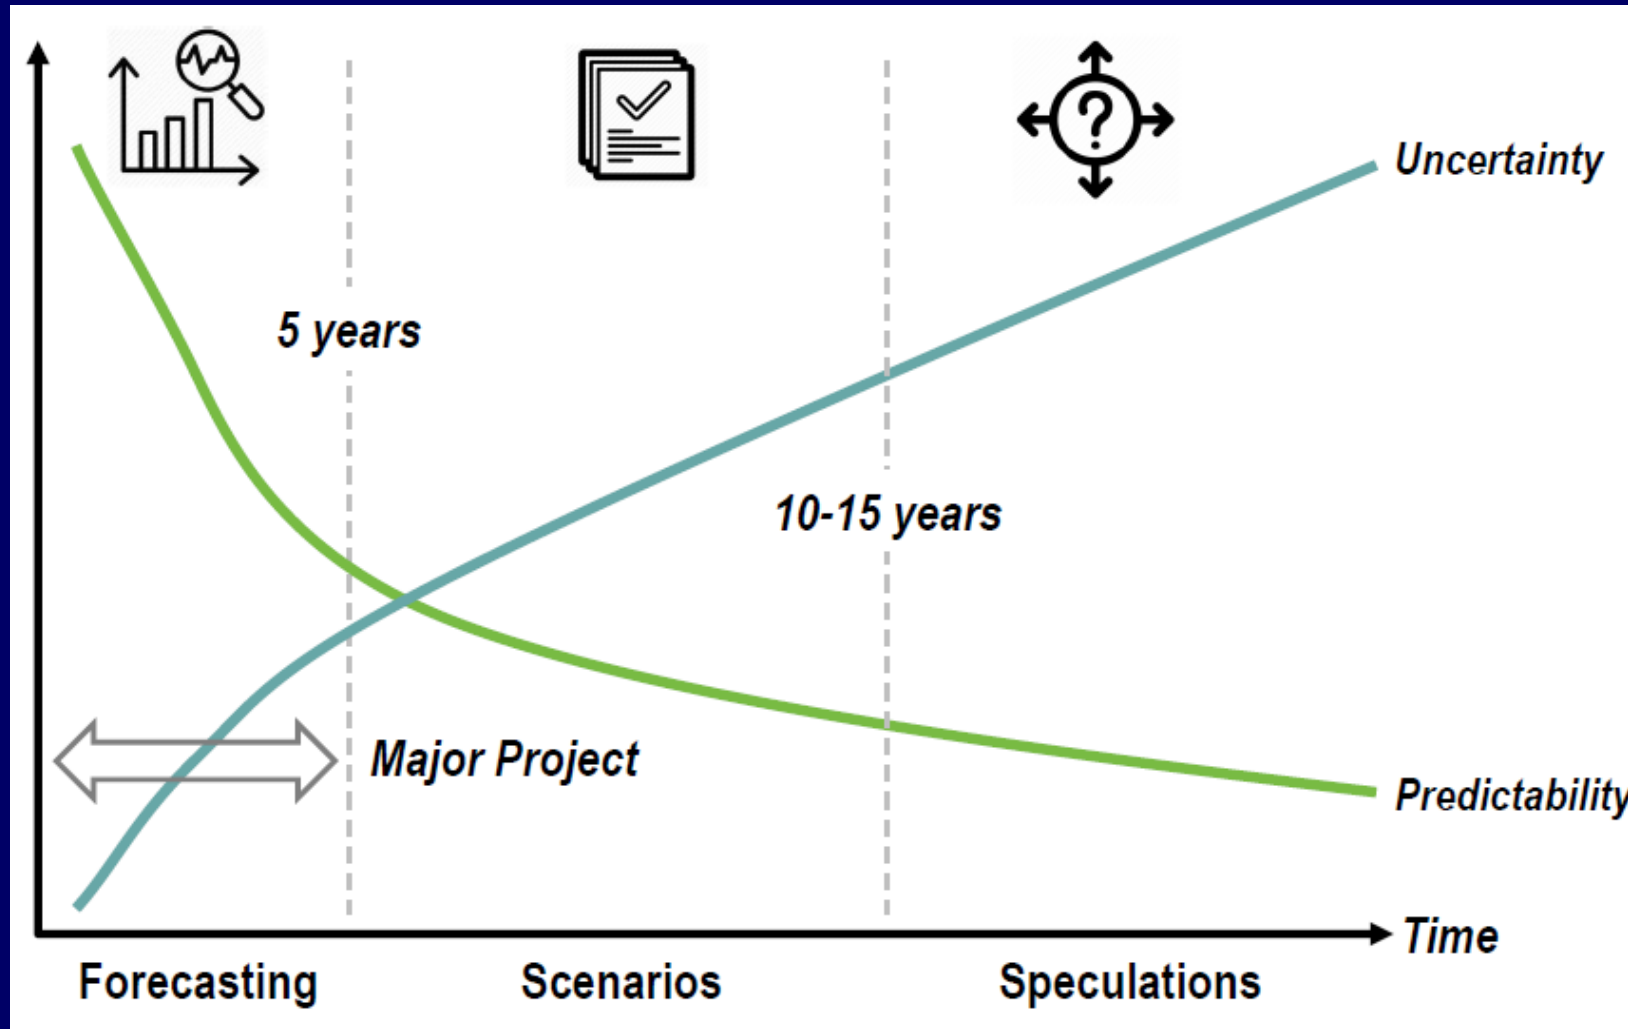 Uncertainty
5 years
10-15 years
Major Project
Predictability
Time
Forecasting
Scenarios
Speculations